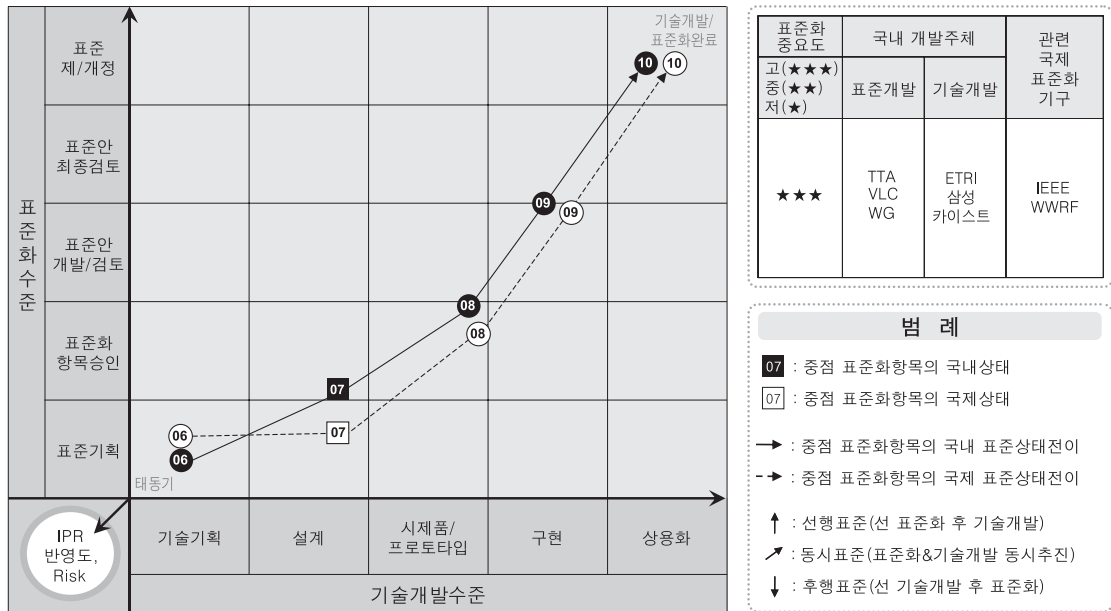 표준화수준
표준
제/개정
표준안
최종검토
표준안
개발/검토
표준화
항목승인
표준기획
기술개발/
표준화완료
10
10
09
09
08
08
07
07
06
06
태동기
IPR
반영도,
Risk
기술기획
설계
시제품/
프로토타입
구현
상용화
기술개발수준
표준화
중요도
국내 개발주체
관련
국제
표준화
기구
고(★★★)
중(★★)
저(★)
표준개발
기술개발
★★★
TTA
VLC
WG
ETRI
삼성
카이스트
IEEE
WWRF
범 례
07 : 중점 표준화항목의 국내상태
07 : 중점 표준화항목의 국제상태
: 중점 표준화항목의 국내 표준상태전이
: 중점 표준화항목의 국제 표준상태전이
: 선행표준(선 표준화 후 기술개발)
: 동시표준(표준화&기술개발 동시추진)
: 후행표준(선 기술개발 후 표준화)